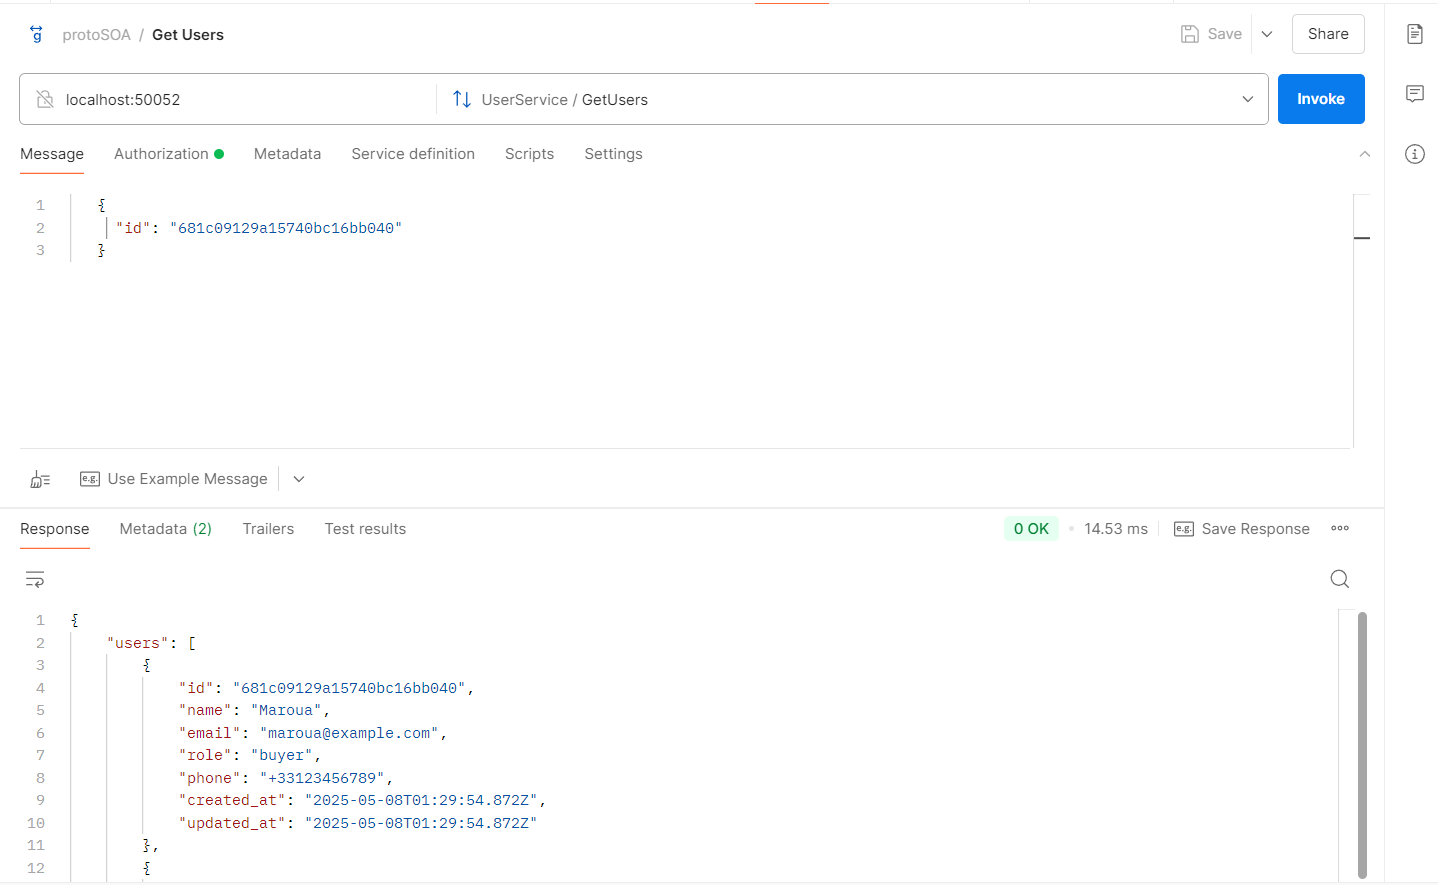 protoSOA / Get Users
Save
Share
localhost:50052
UserService / GetUsers
Invoke
Message Authorization Metadata Service definition Scripts Settings
1 {
2 "id": "681c09129a15740bc16bb040"
3 }
e.g. Use Example Message
Response Metadata (2) Trailers Test results
0 OK 14.53 ms e.g. Save Response
1 {
2 "users": [
3 {
4 "id": "681c09129a15740bc16bb040",
5 "name": "Maroua",
6 "email": "maroua@example.com",
7 "role": "buyer",
8 "phone": "+33123456789",
9 "created_at": "2025-05-08T01:29:54.872Z",
10 "updated_at": "2025-05-08T01:29:54.872Z"
11 },
12 {